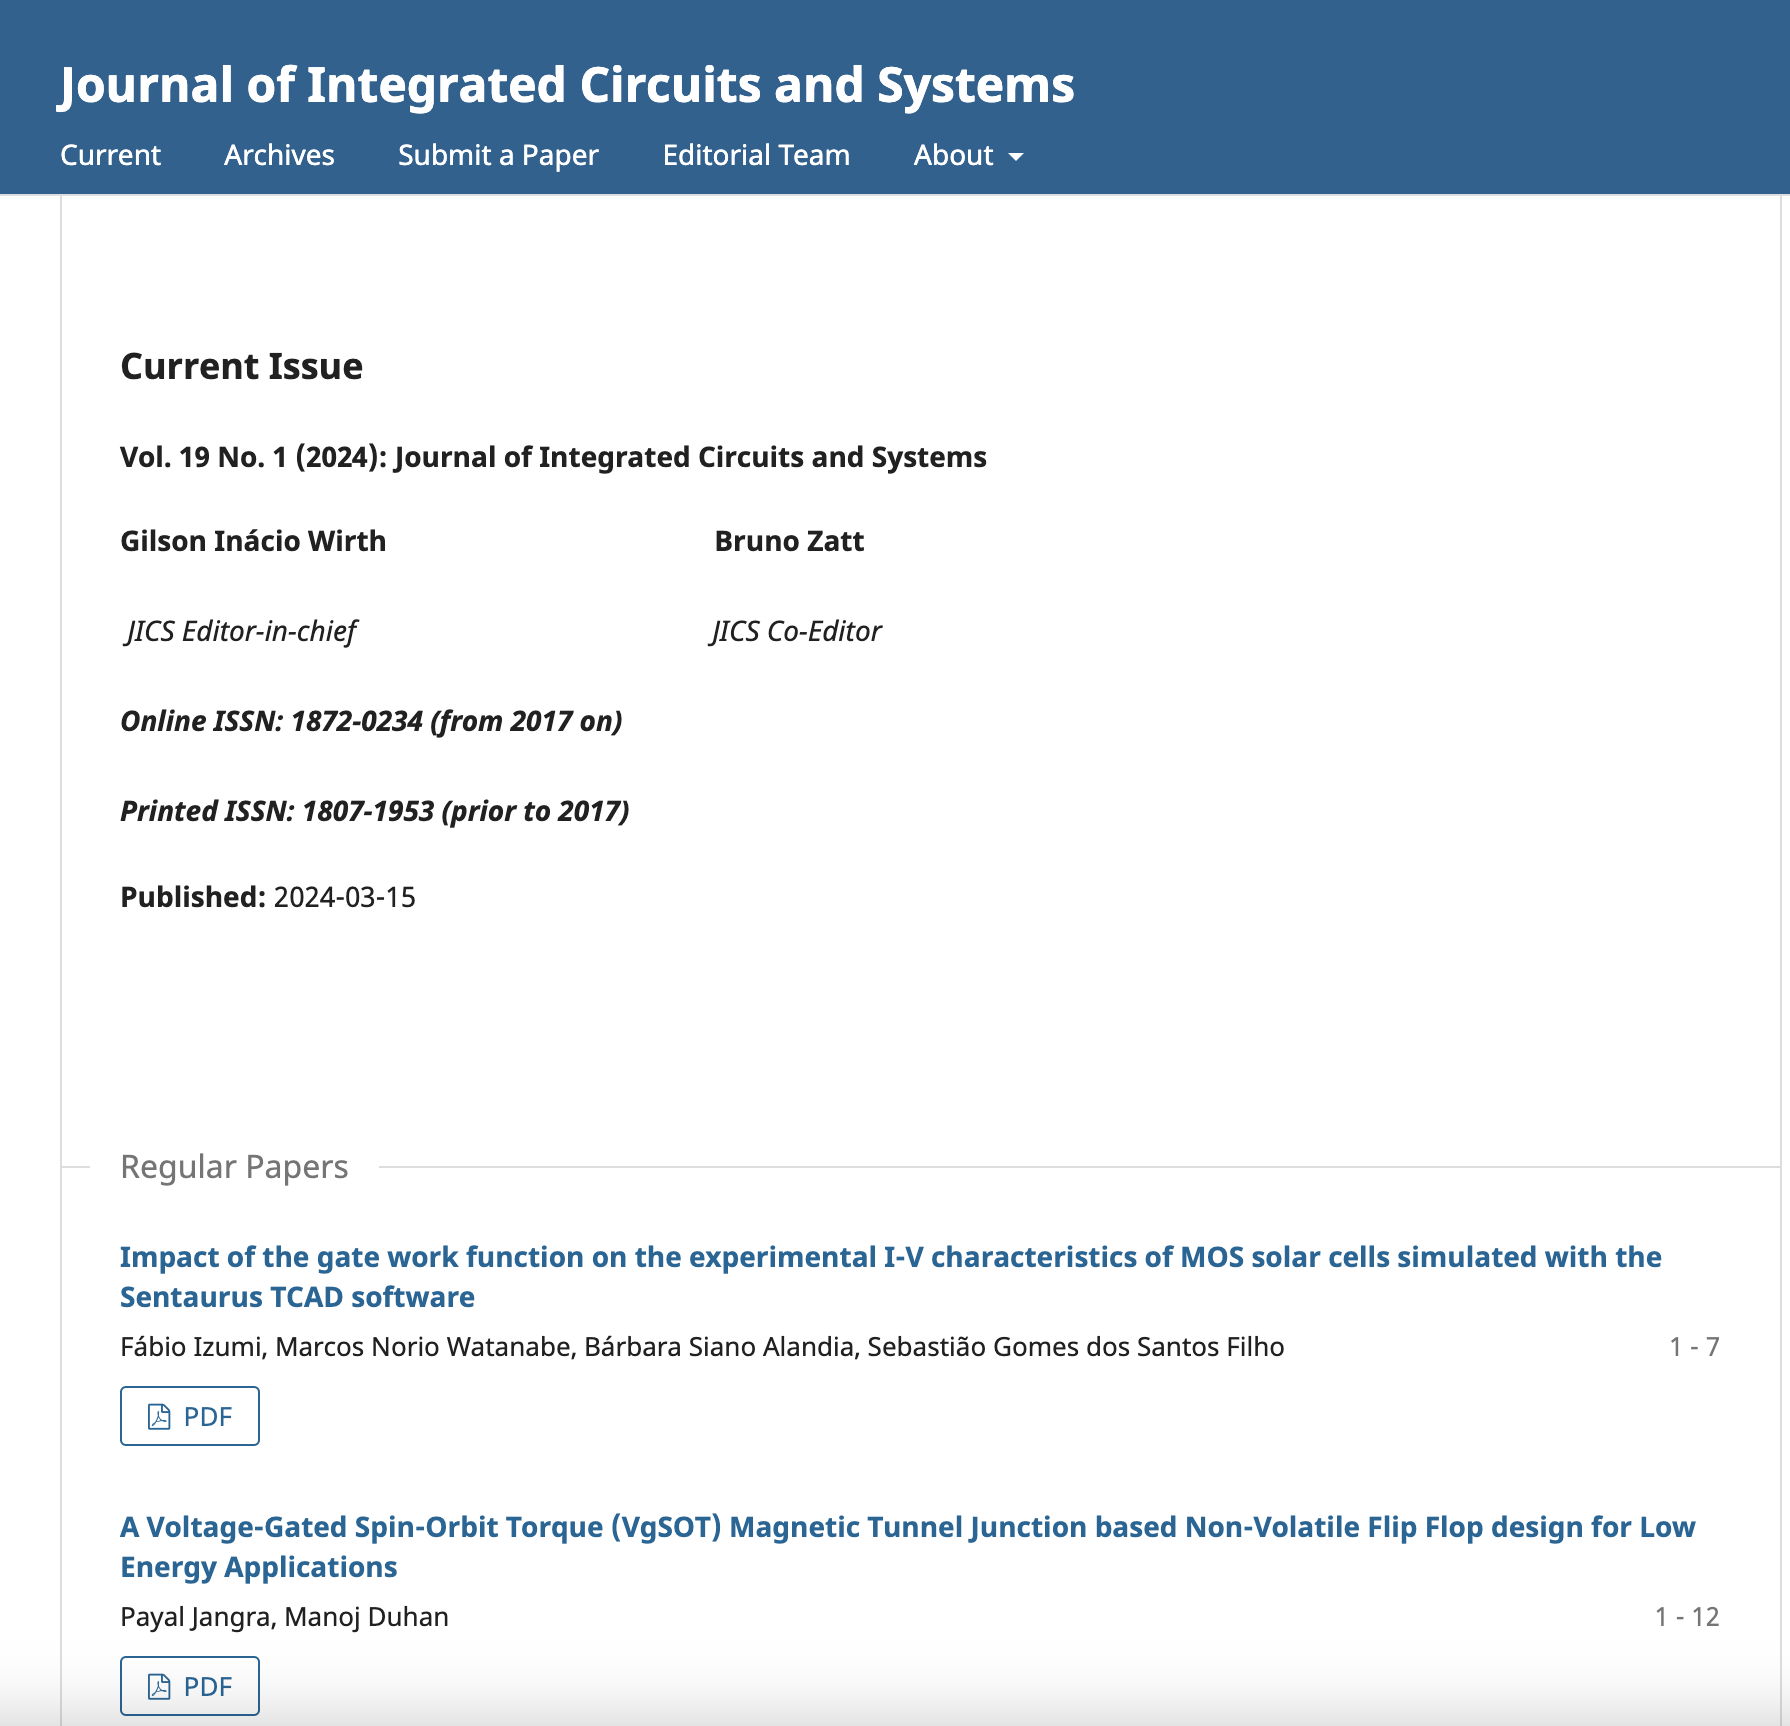 Journal of Integrated Circuits and Systems
Current Archives Submit a Paper Editorial Team About
Current Issue
Vol. 19 No. 1 (2024): Journal of Integrated Circuits and Systems
Gilson Inácio Wirth Bruno Zatt
JICS Editor-in-chief JICS Co-Editor
Online ISSN: 1872-0234 (from 2017 on)
Printed ISSN: 1807-1953 (prior to 2017)
Published: 2024-03-15
Regular Papers
Impact of the gate work function on the experimental I-V characteristics of MOS solar cells simulated with the
Sentaurus TCAD software
Fábio Izumi, Marcos Norio Watanabe, Bárbara Siano Alandia, Sebastião Gomes dos Santos Filho 1 - 7
PDF
A Voltage-Gated Spin-Orbit Torque (VgSOT) Magnetic Tunnel Junction based Non-Volatile Flip Flop design for Low
Energy Applications
Payal Jangra, Manoj Duhan 1 - 12
PDF